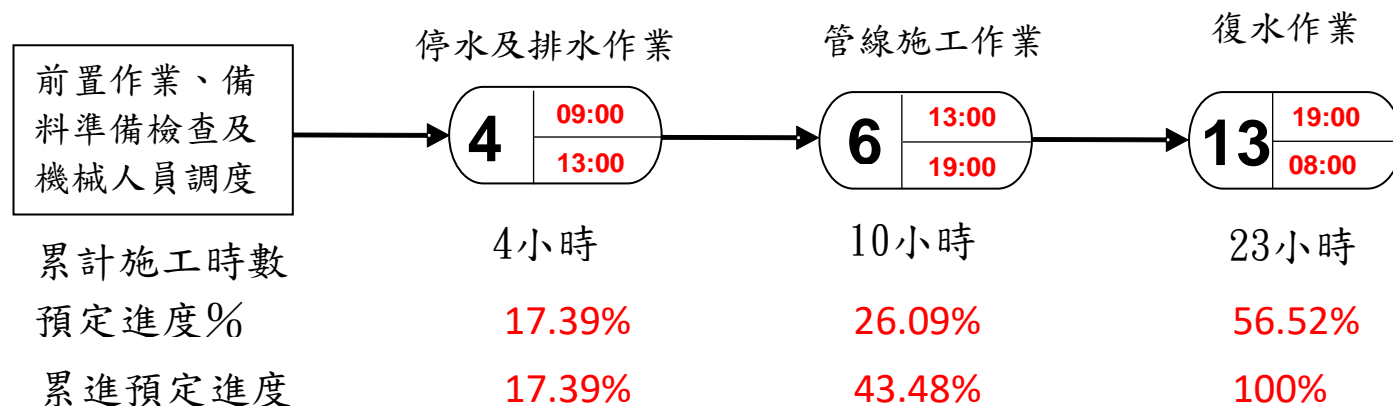 停水及排水作業
管線施工作業
復水作業
前置作業、備
料準備檢查及
機械人員調度
4
09:00
13:00
6
13:00
19:00
13
19:00
08:00
累計施工時數
4小時
10小時
23小時
預定進度%
17.39%
26.09%
56.52%
累進預定進度
17.39%
43.48%
100%